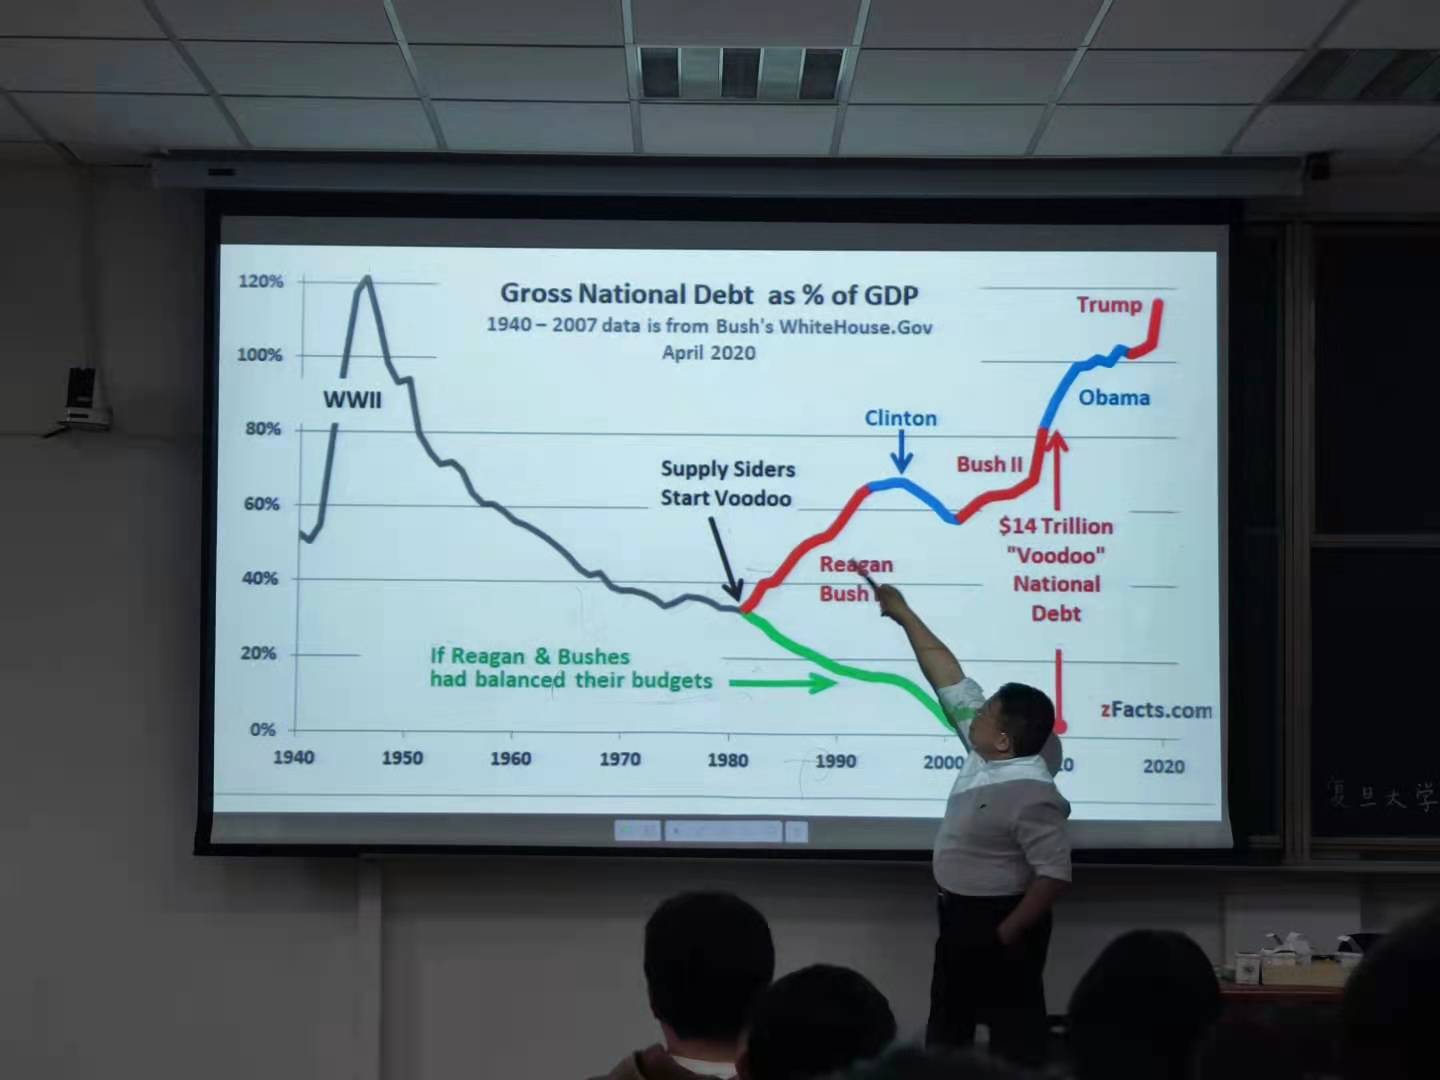 120%
100%
80%
60%
40%
20%
0%
1940
1950
1960
1970
1980
1990
2000
2020
Gross National Debt as % of GDP
1940 – 2007 data is from Bush's WhiteHouse.Gov
April 2020
WWII
Supply Siders
Start Voodoo
Clinton
Reagan
Bush
Bush II
Obama
Trump
$14 Trillion
"Voodoo"
National
Debt
If Reagan & Bushes
had balanced their budgets
zFacts.com
复旦大学